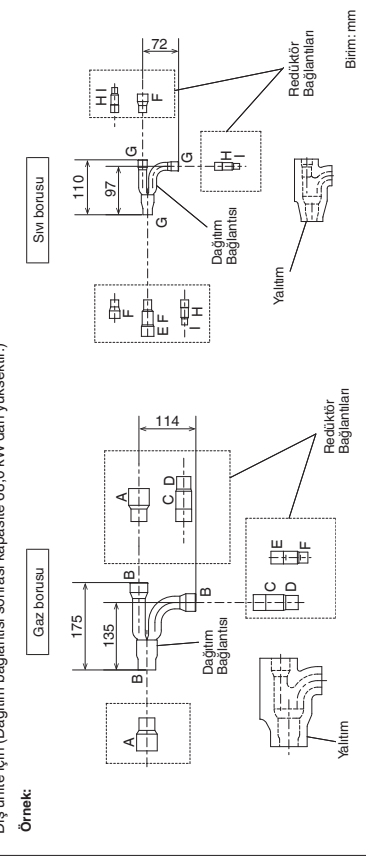 Dış ünite için (Dağıtım bağlantısı sonrası kapasite 68,0 kW'dan yüksektir.)
Örnek:
Gaz borusu
175
135
114
B
B
B
A
A
C D
C
D
E
F
Dağıtım
Bağlantısı
Redüktör
Bağlantıları
Yalıtım
Sıvı borusu
110
97
72
G
G
G
F
E F
I H
H I
F
H
I
Dağıtım
Bağlantısı
Redüktör
Bağlantıları
Yalıtım
Birim: mm